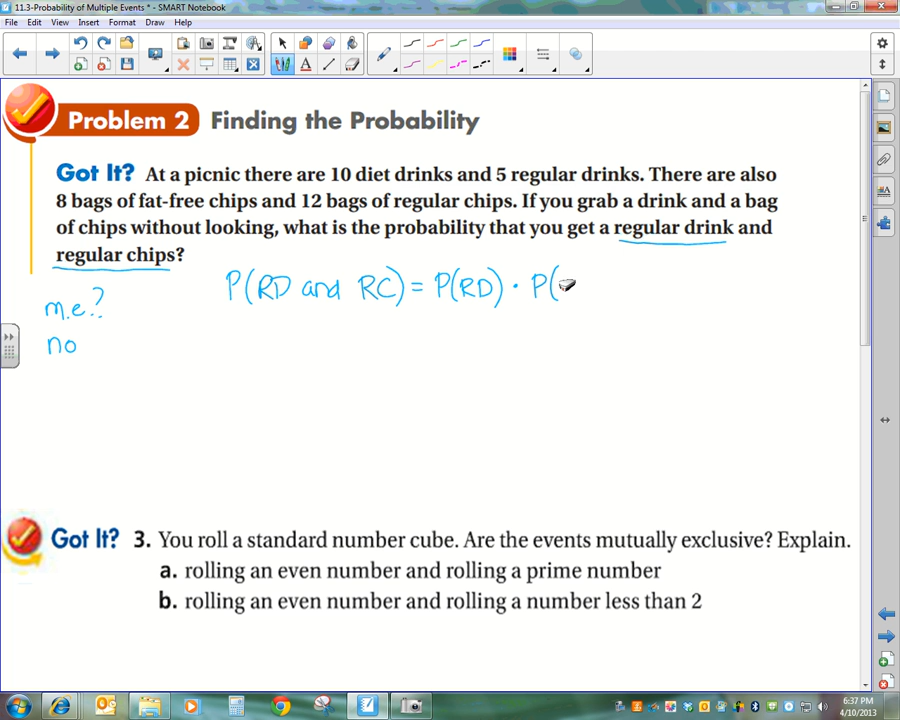 11.3-Probability of Multiple Events * - SMART Notebook
File Edit View Insert Format Draw Help
Problem 2 Finding the Probability
Got It? At a picnic there are 10 diet drinks and 5 regular drinks. There are also
8 bags of fat-free chips and 12 bags of regular chips. If you grab a drink and a bag
of chips without looking, what is the probability that you get a regular drink and
regular chips?
P(RD and RC) = P(RD) · P(
m.e.?
no
Got It? 3. You roll a standard number cube. Are the events mutually exclusive? Explain.
a. rolling an even number and rolling a prime number
b. rolling an even number and rolling a number less than 2
6:37 PM
4/10/2013